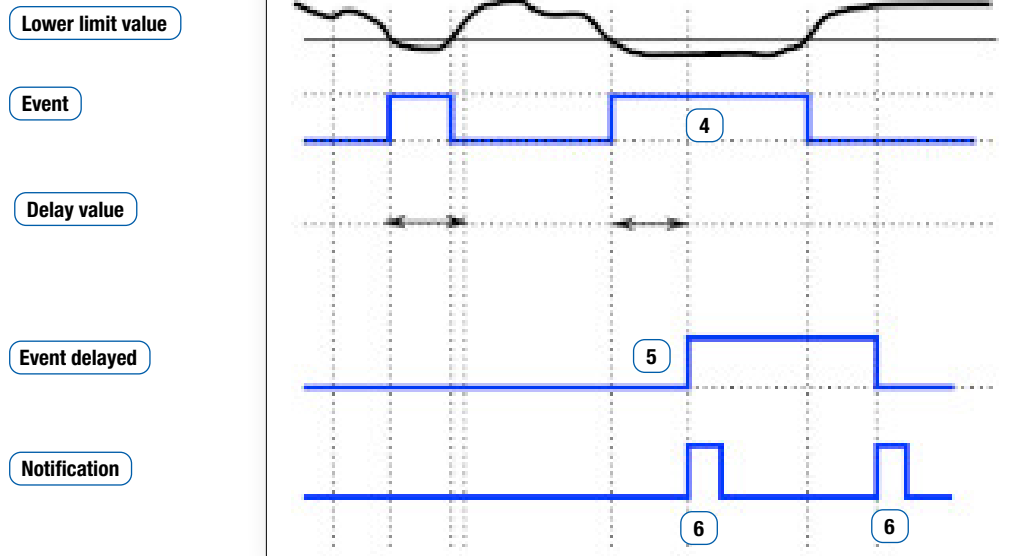 Lower limit value
Event
4
Delay value
Event delayed
5
Notification
6 6